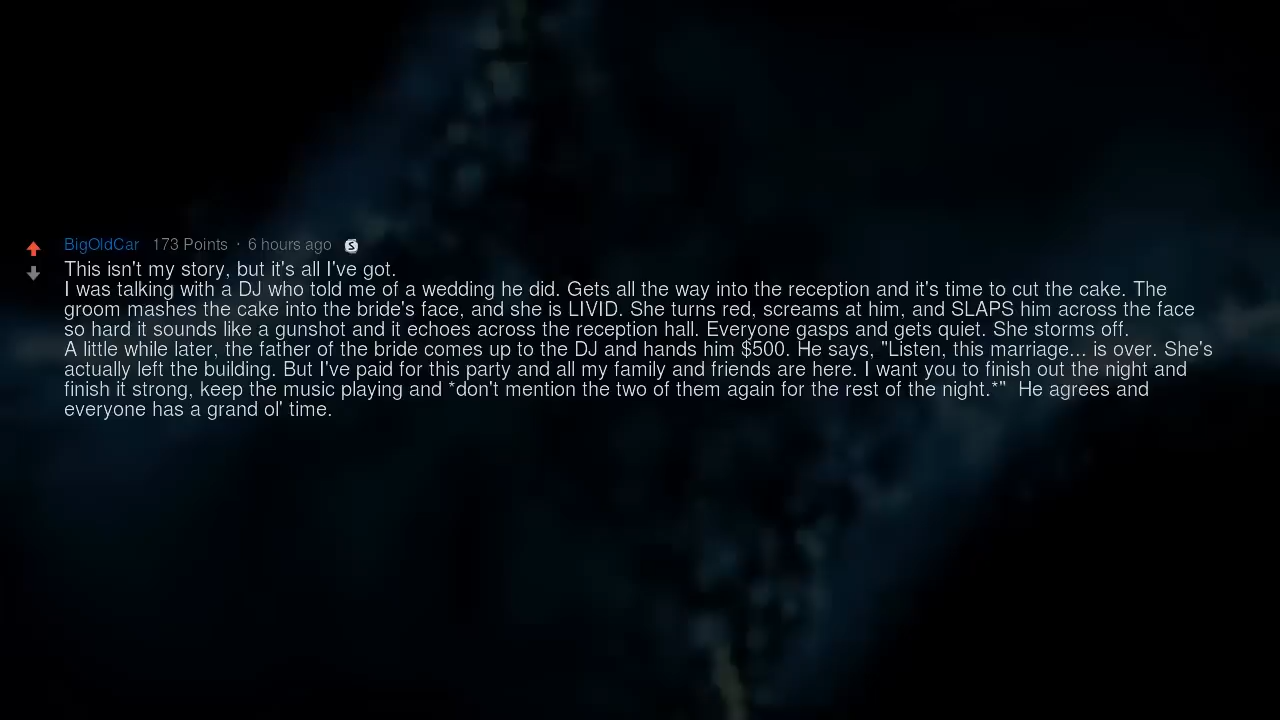 BigOldCar 173 Points · 6 hours ago S
This isn't my story, but it's all I've got.
I was talking with a DJ who told me of a wedding he did. Gets all the way into the reception and it's time to cut the cake. The
groom mashes the cake into the bride's face, and she is LIVID. She turns red, screams at him, and SLAPS him across the face
so hard it sounds like a gunshot and it echoes across the reception hall. Everyone gasps and gets quiet. She storms off.
A little while later, the father of the bride comes up to the DJ and hands him $500. He says, "Listen, this marriage... is over. She's
actually left the building. But I've paid for this party and all my family and friends are here. I want you to finish out the night and
finish it strong, keep the music playing and *don't mention the two of them again for the rest of the night.*"  He agrees and
everyone has a grand ol' time.